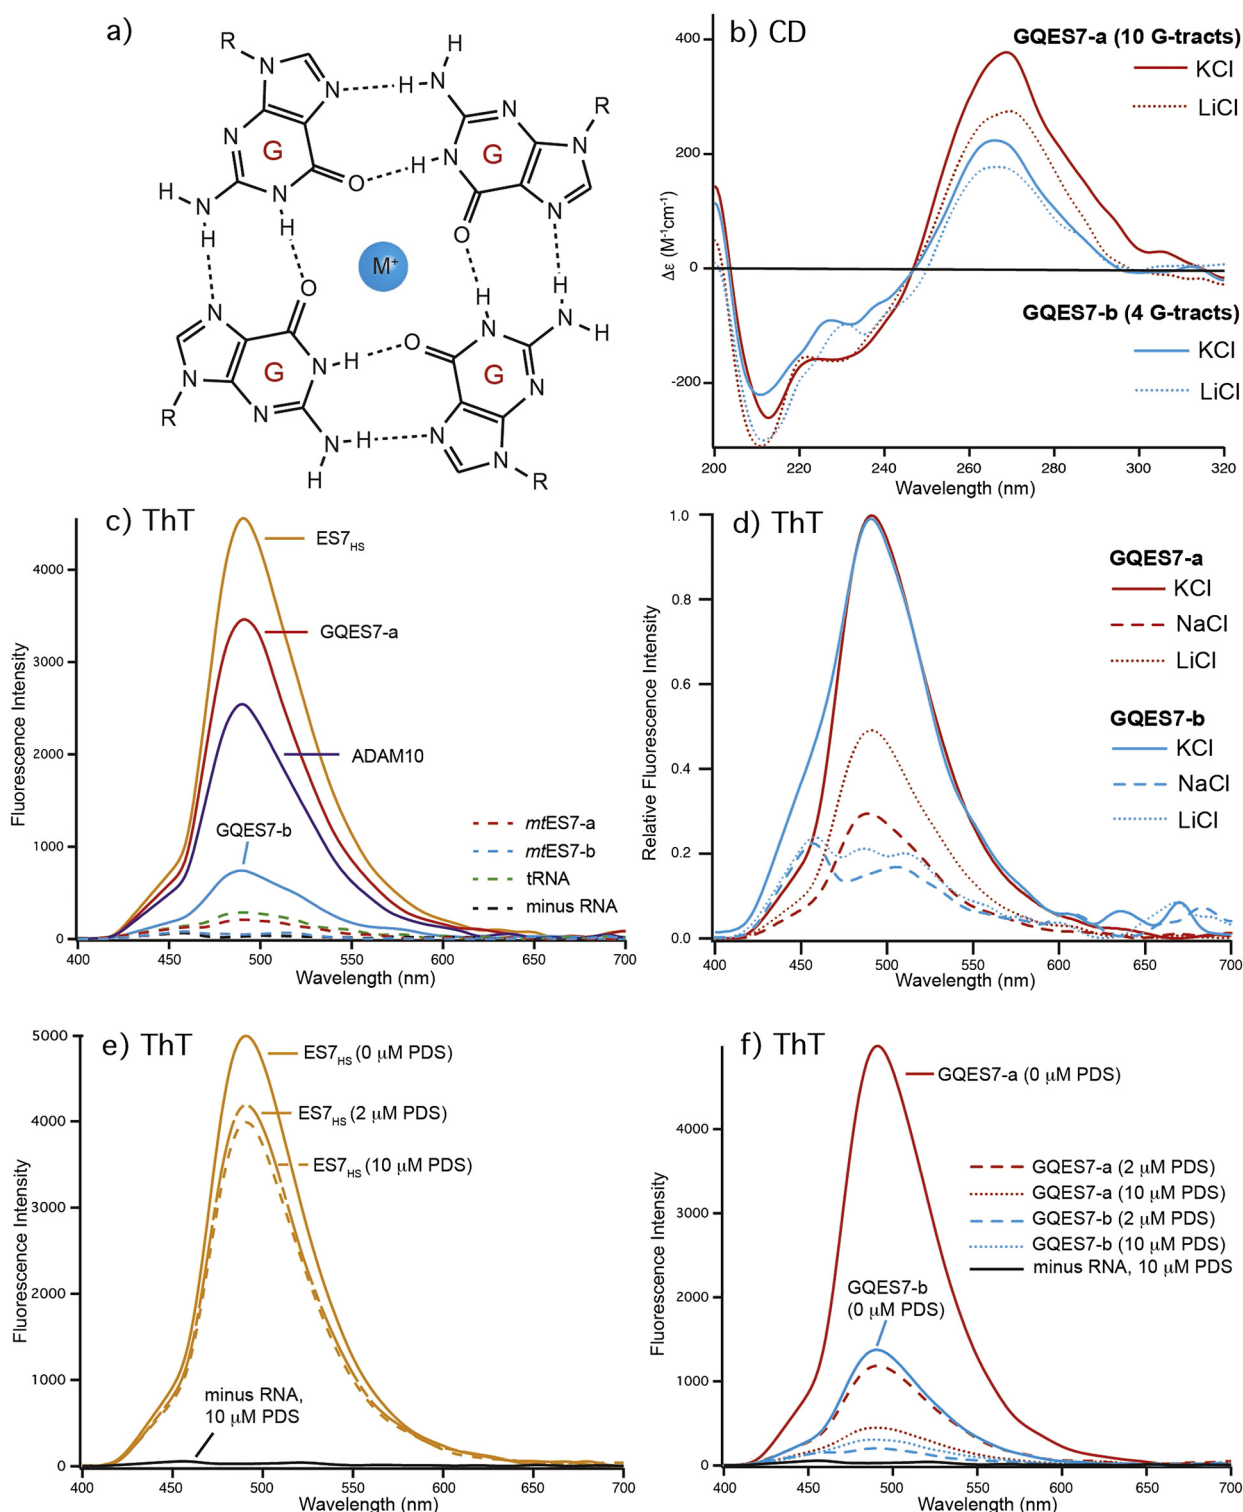 a)
R
N
N
H
N
H
N
G
O
H
N
G
N
N
R
H
N
N
H
H
O
N
M+
H
O
H
N
H
H
N
N
G
N
H
O
G
N
R
N
N
H
N
H
N
N
R
b) CD
GQES7-a (10 G-tracts)
KCl
LiCl
GQES7-b (4 G-tracts)
KCl
LiCl
Δε (M-1cm-1)
400
200
0
-200
200 220 240 260 280 300 320
Wavelength (nm)
c) ThT
ES7HS
GQES7-a
ADAM10
GQES7-b
mtES7-a
mtES7-b
tRNA
minus RNA
Fluorescence Intensity
4000
3000
2000
1000
0
400 450 500 550 600 650 700
Wavelength (nm)
d) ThT
GQES7-a
KCl
NaCl
LiCl
GQES7-b
KCl
NaCl
LiCl
Relative Fluorescence Intensity
1.0
0.8
0.6
0.4
0.2
0.0
400 450 500 550 600 650 700
Wavelength (nm)
e) ThT
ES7HS (0 μM PDS)
ES7HS (2 μM PDS)
ES7HS (10 μM PDS)
minus RNA,
10 μM PDS
Fluorescence Intensity
5000
4000
3000
2000
1000
0
400 450 500 550 600 650 700
Wavelength (nm)
f) ThT
GQES7-a (0 μM PDS)
GQES7-a (2 μM PDS)
GQES7-a (10 μM PDS)
GQES7-b (2 μM PDS)
GQES7-b (10 μM PDS)
minus RNA, 10 μM PDS
GQES7-b
(0 μM PDS)
Fluorescence Intensity
4000
3000
2000
1000
0
400 450 500 550 600 650 700
Wavelength (nm)